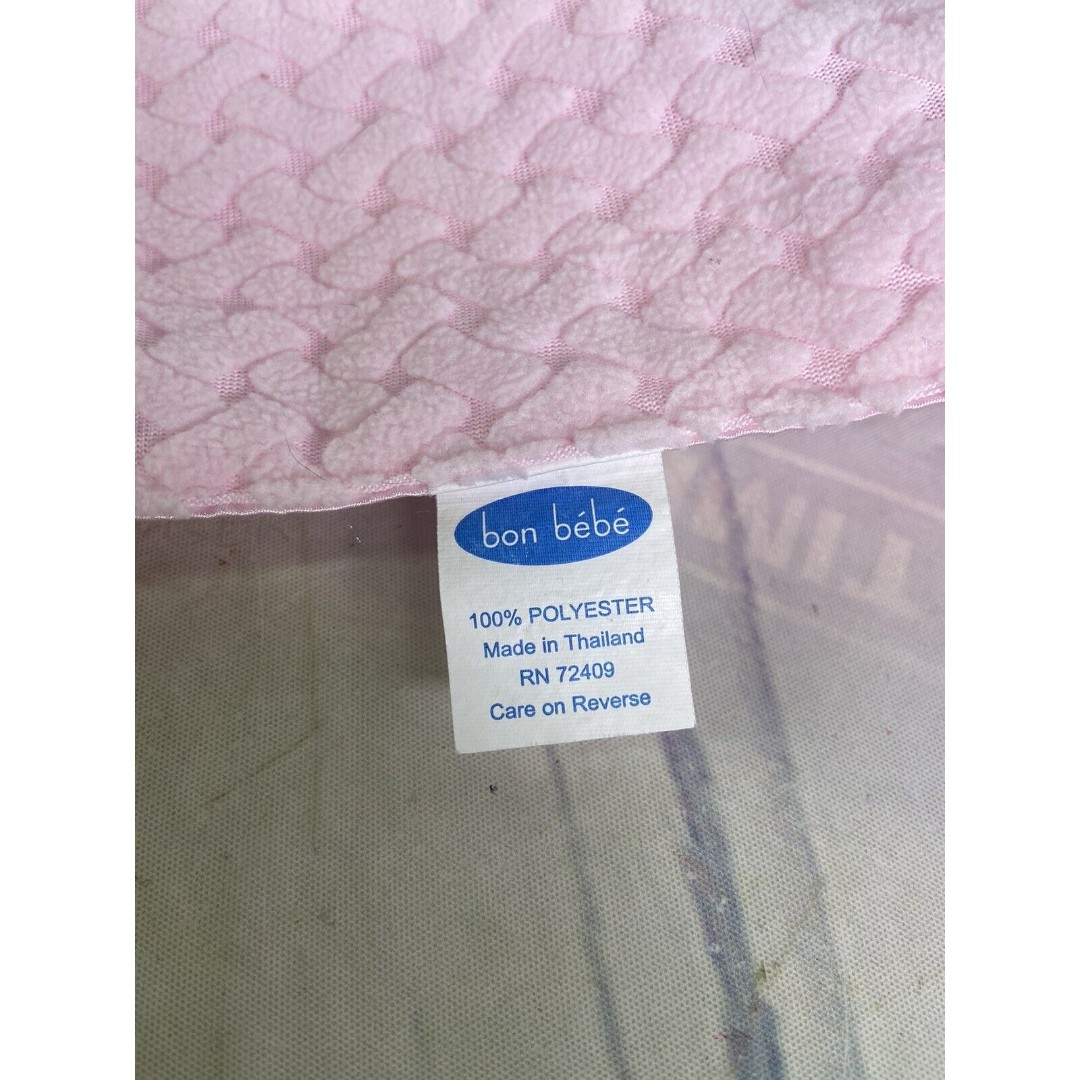 bon bébé
100% POLYESTER
Made in Thailand
RN 72409
Care on Reverse